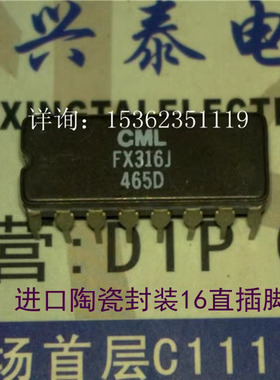 兴泰电
XINGTAI ELECTR
详询：15362351119
CML
FX316J
465D
营:DIP
进口陶瓷封装16直插脚
场首层C111